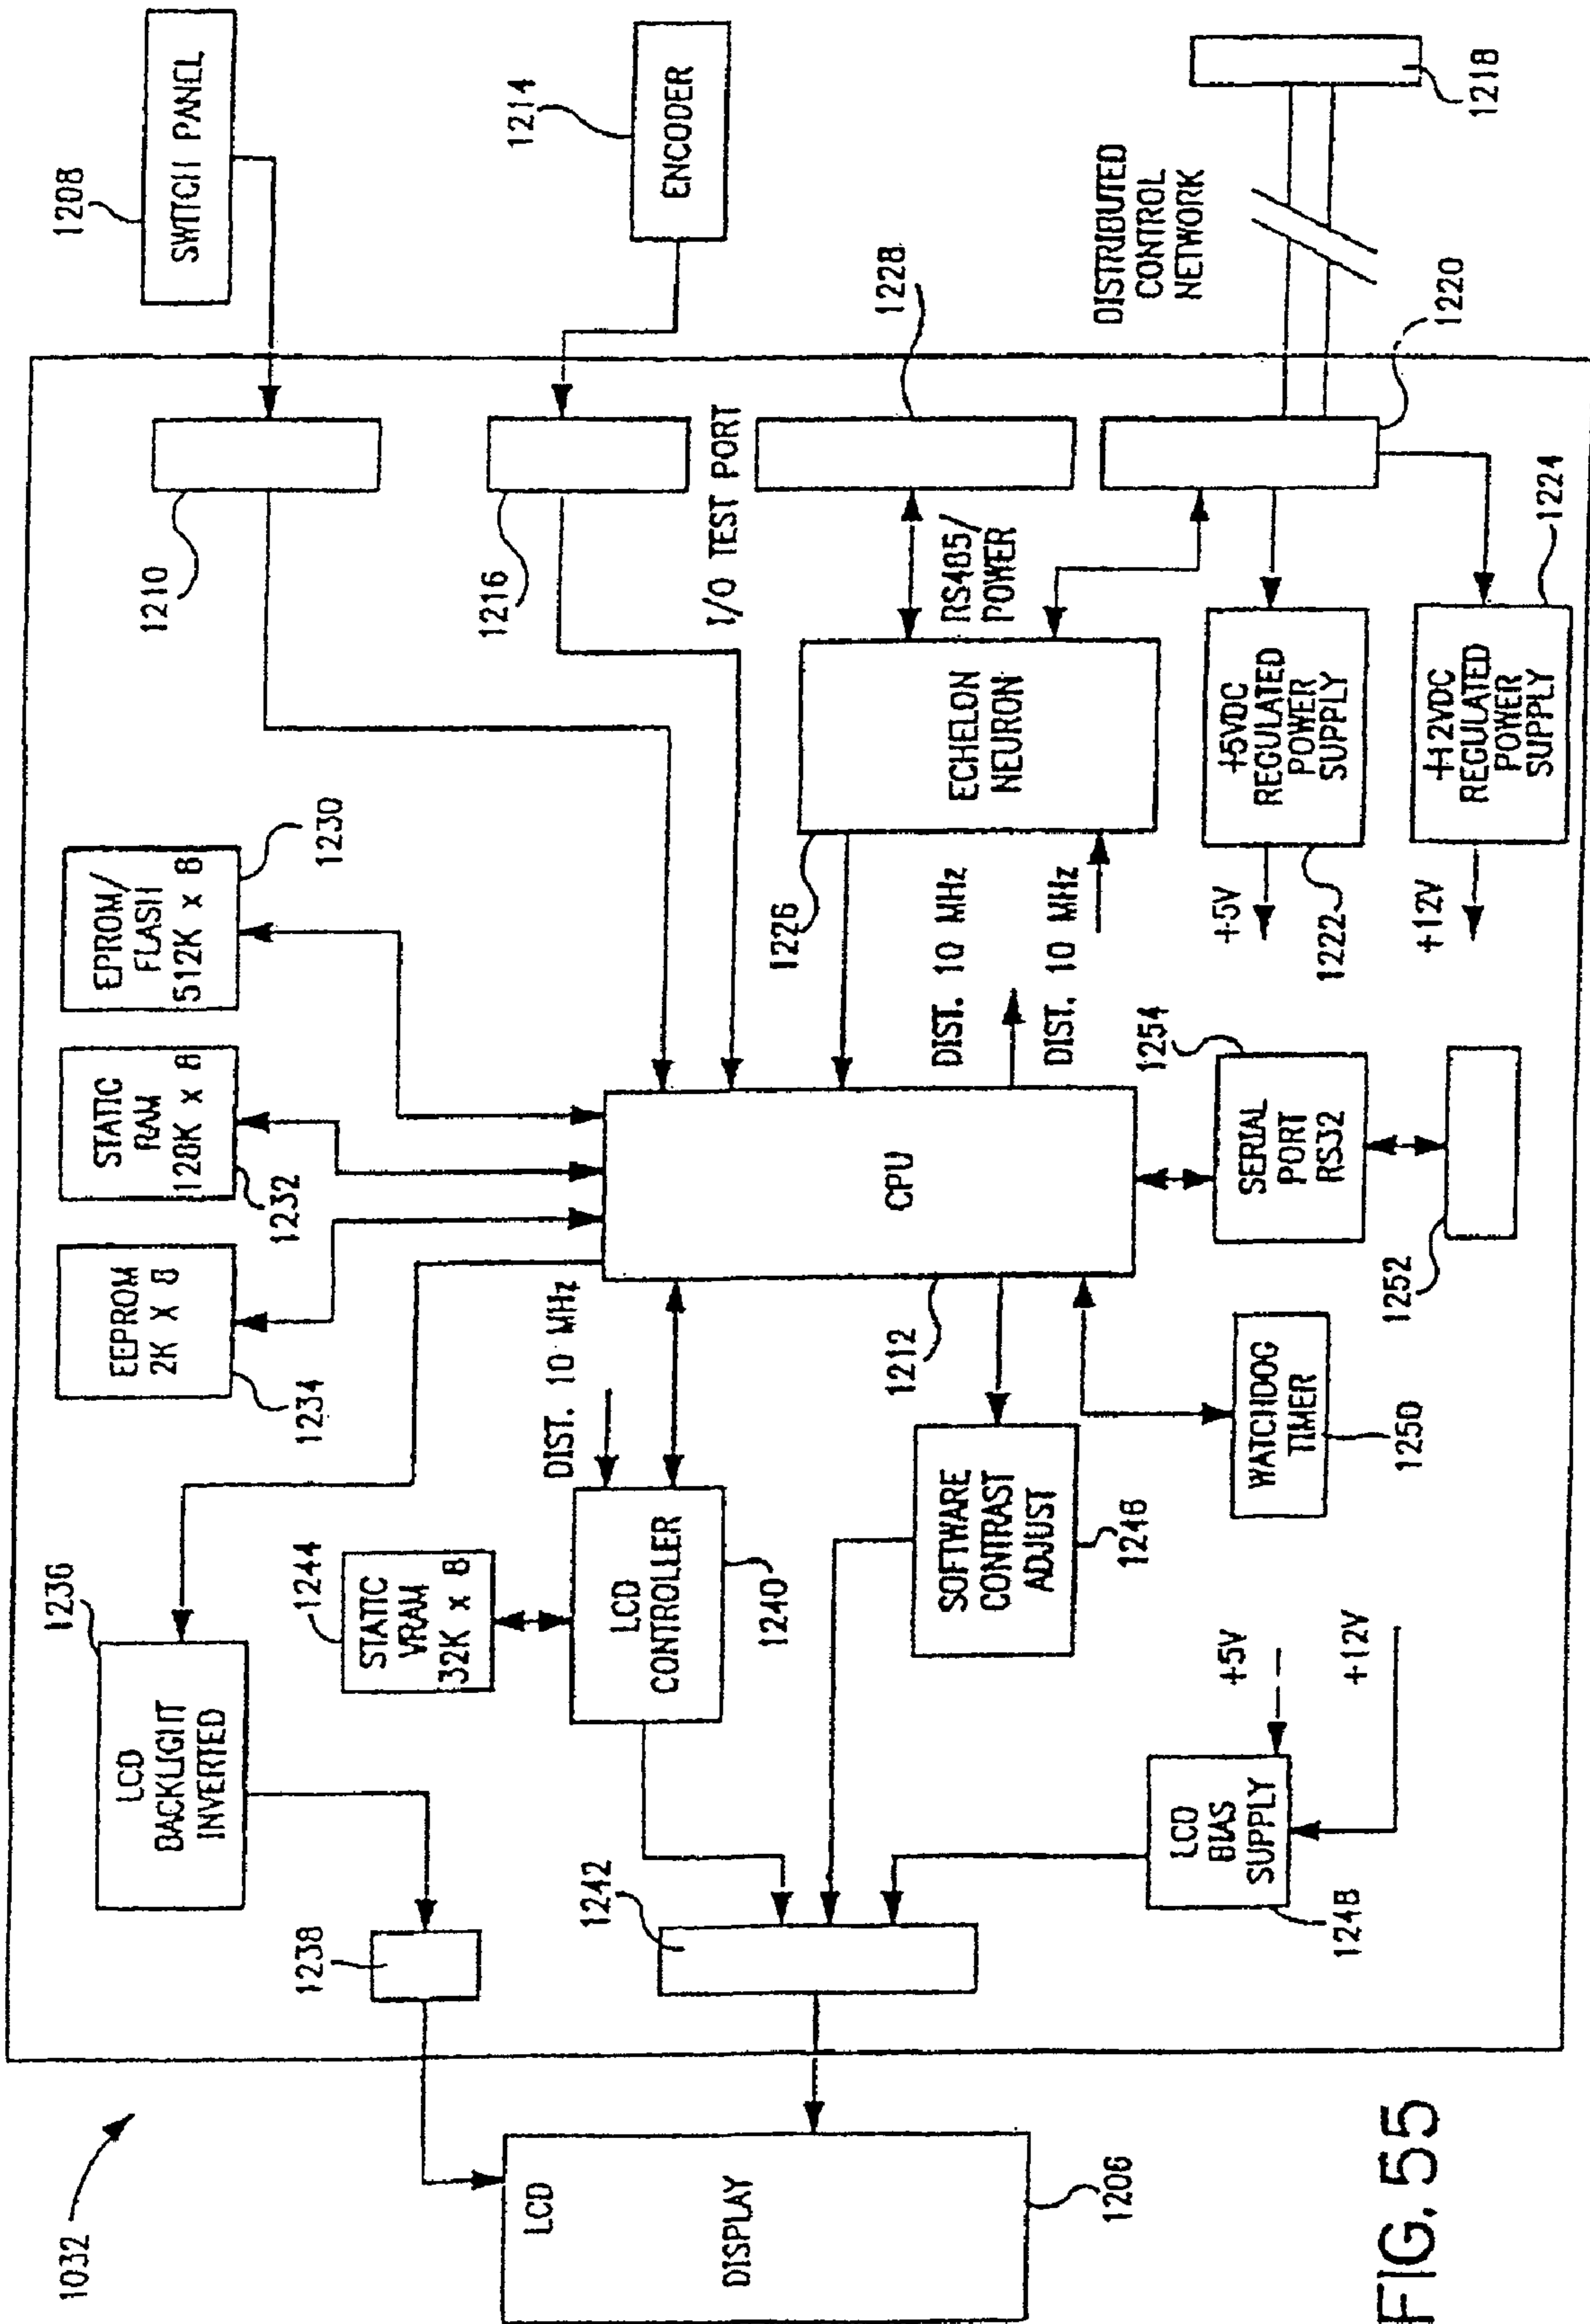 1032
LCD
DISPLAY
1206
1236
LCD
BACKLIGHT
INVERTED
1238
1242
1244
STATIC
VRAM
32K x 8
LCD
CONTROLLER
1240
DIST. 10 MHz
SOFTWARE
CONTRAST
ADJUST
1246
LCD
BIAS
SUPPLY
1248
+5V
+12V
EEPROM
2K X 8
1234
STATIC
RAM
128K x 8
1232
EPROM/
FLASH
512K x 8
1230
CPU
1212
WATCHDOG
TIMER
1250
SERIAL
PORT
RS32
1254
1252
DIST. 10 MHz
DIST. 10 MHz
1226
ECHELON
NEURON
RS485/
POWER
I/O TEST PORT
1210
1216
1228
1220
+5VDC
REGULATED
POWER
SUPPLY
1222
+5V
+12VDC
REGULATED
POWER
SUPPLY
1224
+12V
1208
SWITCH PANEL
1214
ENCODER
DISTRIBUTED
CONTROL
NETWORK
1218
FIG. 55